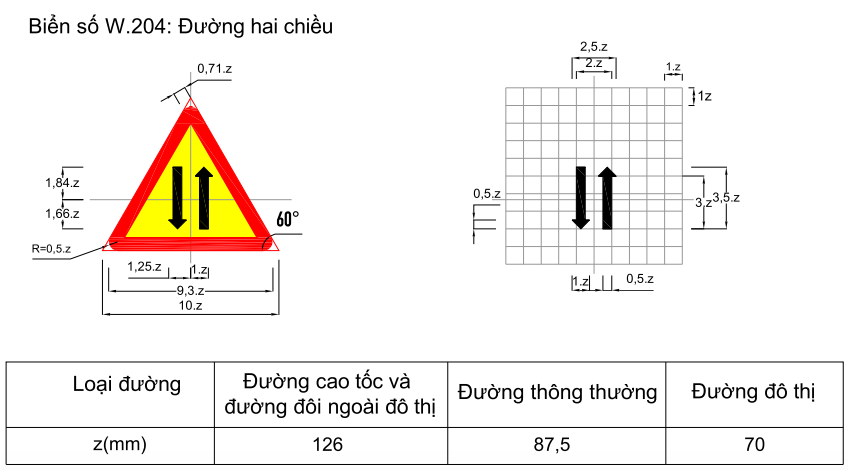 Biển số W.204: Đường hai chiều
0,71.z
1,84.z
1,66.z
60°
R=0,5.z
1,25.z
1.z
9,3.z
10.z
2,5.z
2.z
1.z
1z
0,5.z
3.z
3,5.z
1.z
0,5.z
Loại đường
Đường cao tốc và
đường đôi ngoài đô thị
Đường thông thường
Đường đô thị
z(mm)
126
87,5
70